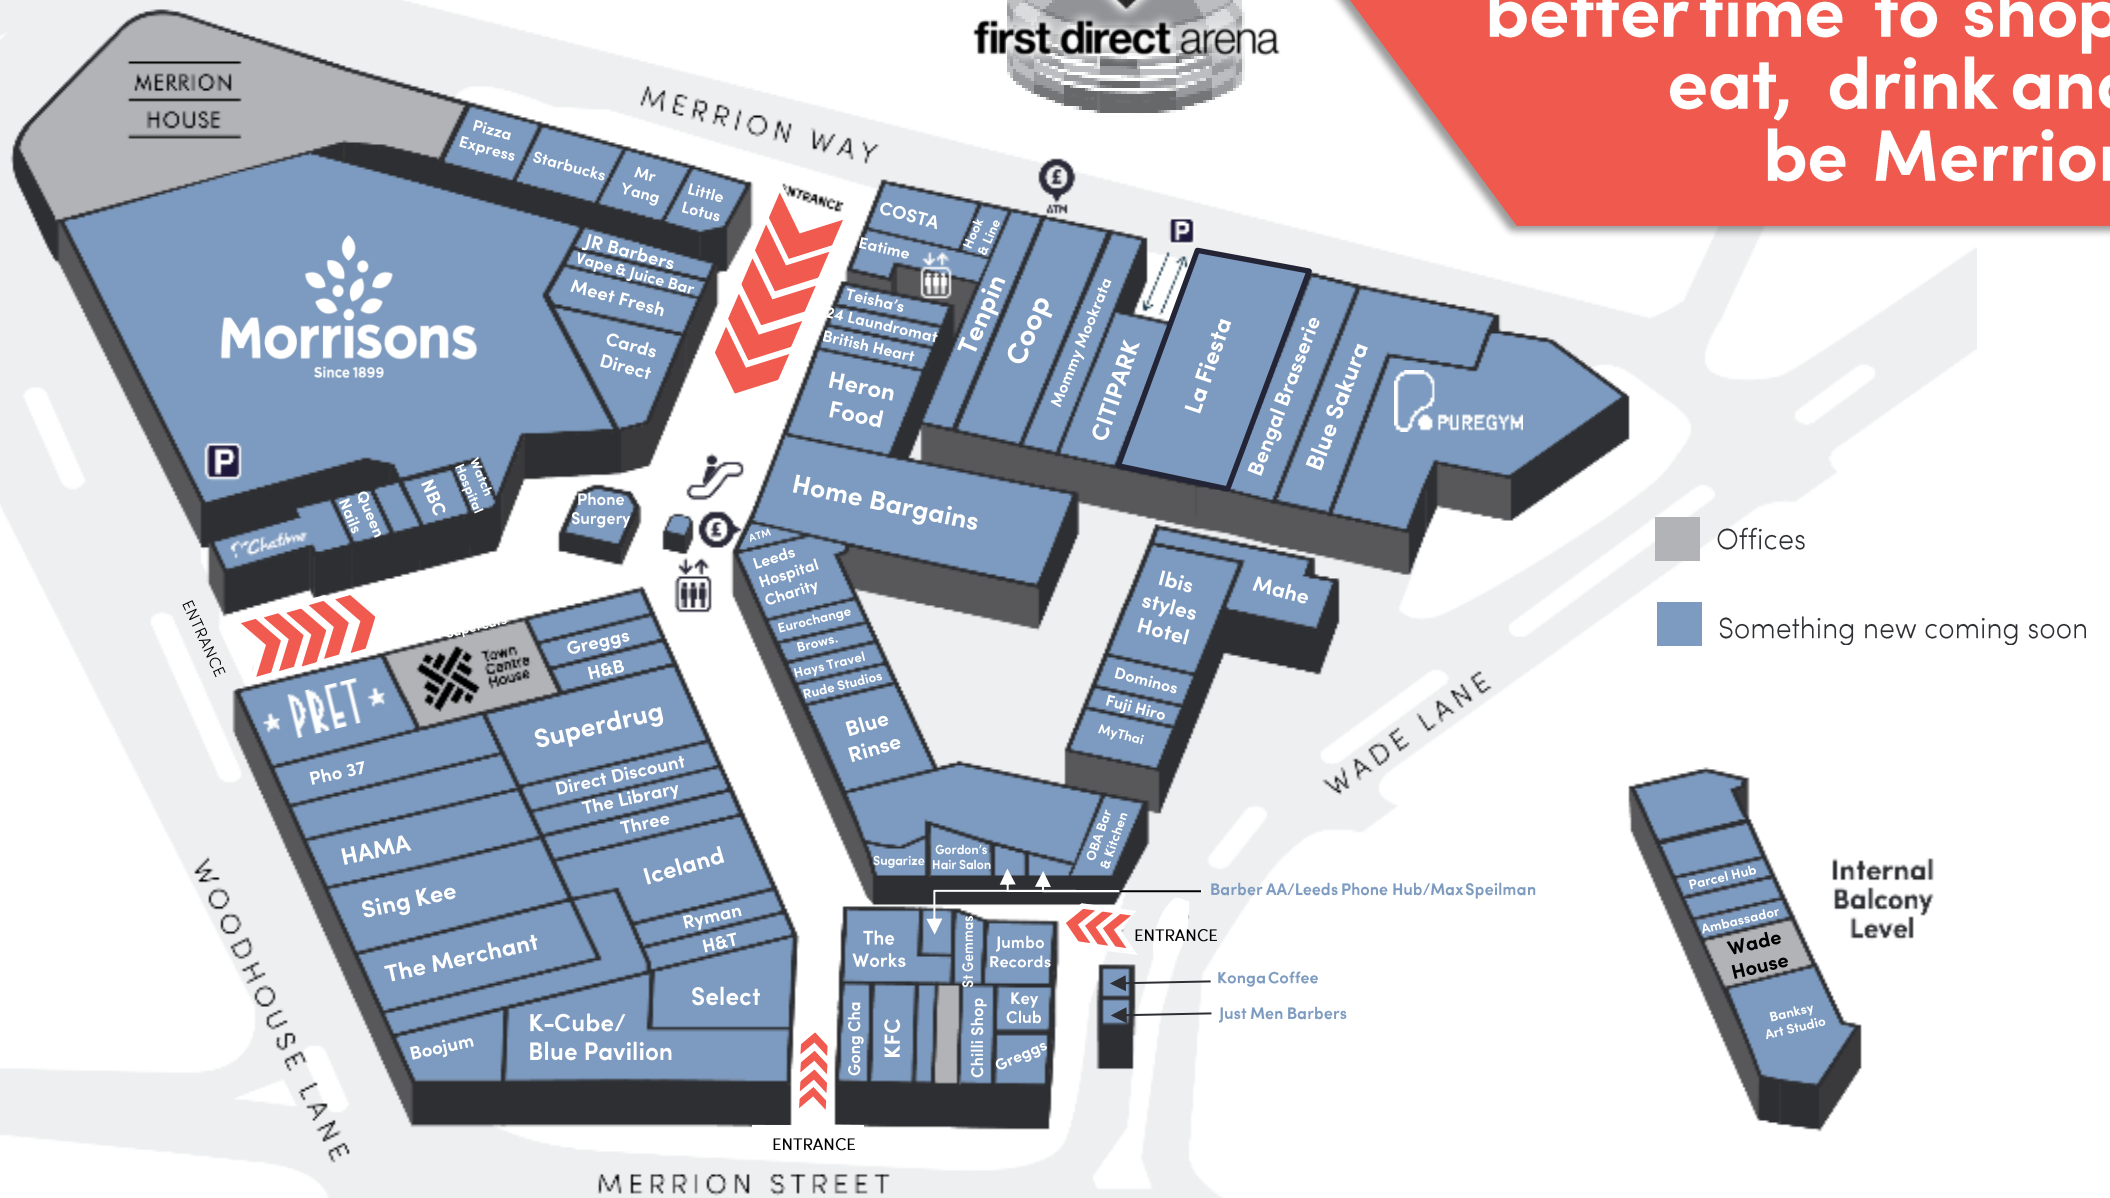 first direct arena
better time to shop
eat, drink and
be Merrion
MERRION
HOUSE
MERRION WAY
Pizza
Express
Starbucks
Mr
Yang
Little
Lotus
ENTRANCE
Morrisons
Since 1899
JR Barbers
Vape & Juice Bar
Meet Fresh
Cards
Direct
P
Chatime
Queen
Nails
NBC
Watch
Hospital
Phone
Surgery
£
ATM
COSTA
Hook
& Line
Eatime
Teisha's
24 Laundromat
British Heart
Heron
Food
Tenpin
Coop
Mommy Mookrata
CITIPARK
£
ATM
P
La Fiesta
Bengal Brasserie
Blue Sakura
PUREGYM
Home Bargains
Leeds
Hospital
Charity
Eurochange
Brows.
Hays Travel
Rude Studios
Blue
Rinse
Sugarize
Gordon's
Hair Salon
OBA Bar
& Kitchen
Ibis
styles
Hotel
Mahe
Dominos
Fuji Hiro
MyThai
Offices
Something new coming soon
WADE LANE
ENTRANCE
PRET
Town
Centre
House
Greggs
H&B
Superdrug
Pho 37
Direct Discount
The Library
Three
HAMA
Iceland
Sing Kee
Ryman
H&T
The Merchant
Select
K-Cube/
Blue Pavilion
Boojum
WOODHOUSE LANE
Barber AA/Leeds Phone Hub/Max Speilman
ENTRANCE
The
Works
St Gemmas
Jumbo
Records
Gong Cha
KFC
Chilli Shop
Key
Club
Greggs
Konga Coffee
Just Men Barbers
ENTRANCE
MERRION STREET
Parcel Hub
Ambassador
Wade
House
Banksy
Art Studio
Internal
Balcony
Level